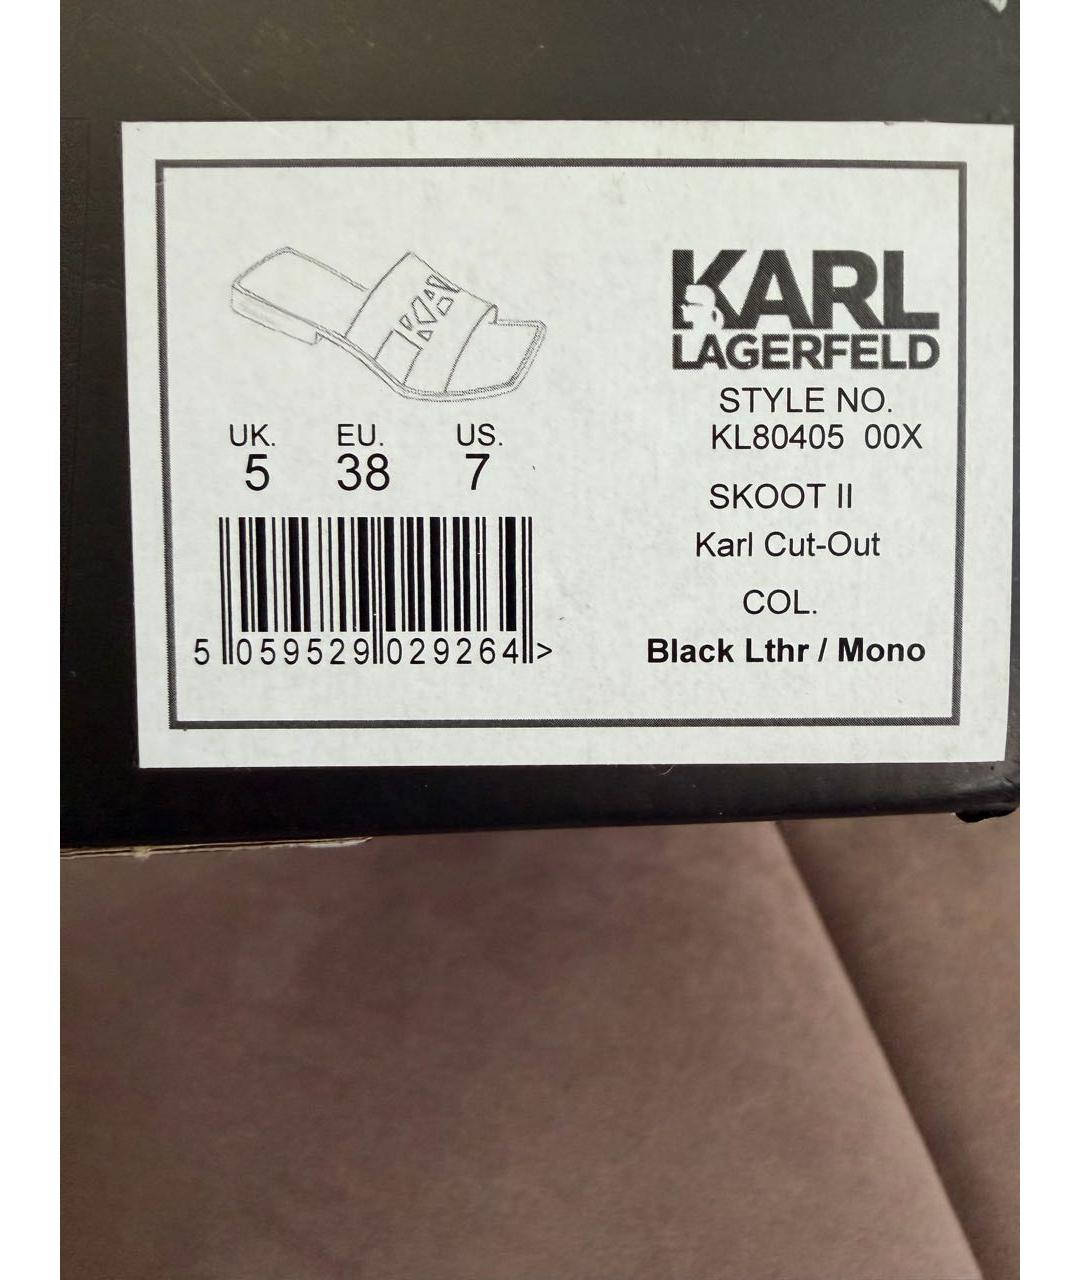 KARL
LAGERFELD
STYLE NO.
KL80405 00X
SKOOT II
Karl Cut-Out
COL.
Black Lthr / Mono
UK. EU. US.
5 38 7
5 059529 029264 >